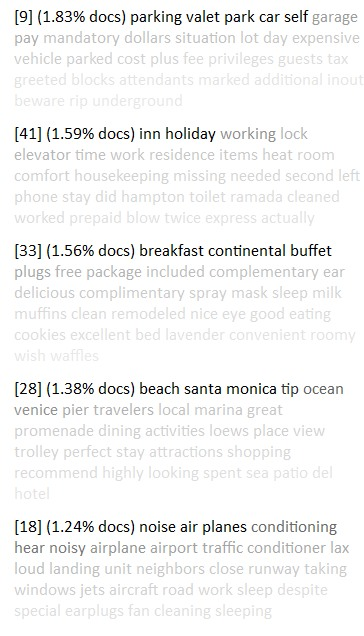 [9] (1.83% docs) parking valet park car self garage
pay mandatory dollars situation lot day expensive
vehicle parked cost plus fee privileges guests tax
greeted blocks attendants marked additional inout
beware rip underground
[41] (1.59% docs) inn holiday working lock
elevator time work residence items heat room
comfort housekeeping missing needed second left
phone stay did hampton toilet ramada cleaned
worked prepaid blow twice express actually
[33] (1.56% docs) breakfast continental buffet
plugs free package included complementary ear
delicious complimentary spray mask sleep milk
muffins clean remodeled nice eye good eating
cookies excellent bed lavender convenient roomy
wish waffles
[28] (1.38% docs) beach santa monica tip ocean
venice pier travelers local marina great
promenade dining activities loews place view
trolley perfect stay attractions shopping
recommend highly looking spent sea patio del
hotel
[18] (1.24% docs) noise air planes conditioning
hear noisy airplane airport traffic conditioner lax
loud landing unit neighbors close runway taking
windows jets aircraft road work sleep despite
special earplugs fan cleaning sleeping